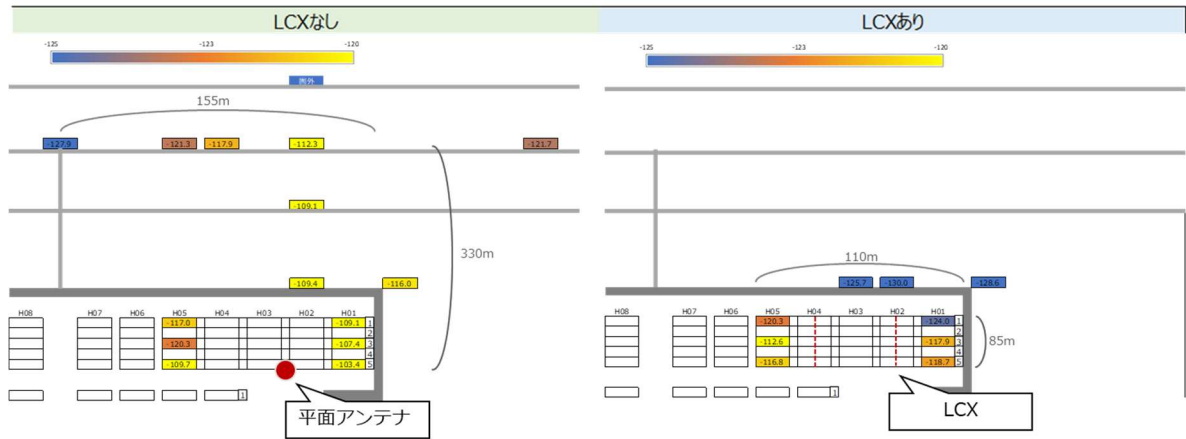 LCXなし
LCXあり
-125
-123
-120
-125
-123
-120
圏外
155m
-127.9
-121.3
-117.9
-112.3
-121.7
-109.1
330m
-109.4
-116.0
H08
H07
H06
H05
H04
H03
H02
H01
-117.0
-109.1
1
2
-120.3
-107.4
3
4
-109.7
-103.4
5
1
平面アンテナ
110m
-125.7
-130.0
-128.6
H08
H07
H06
H05
H04
H03
H02
H01
-120.3
-124.0
1
2
-112.6
-117.9
3
85m
4
-116.8
-118.7
5
1
LCX